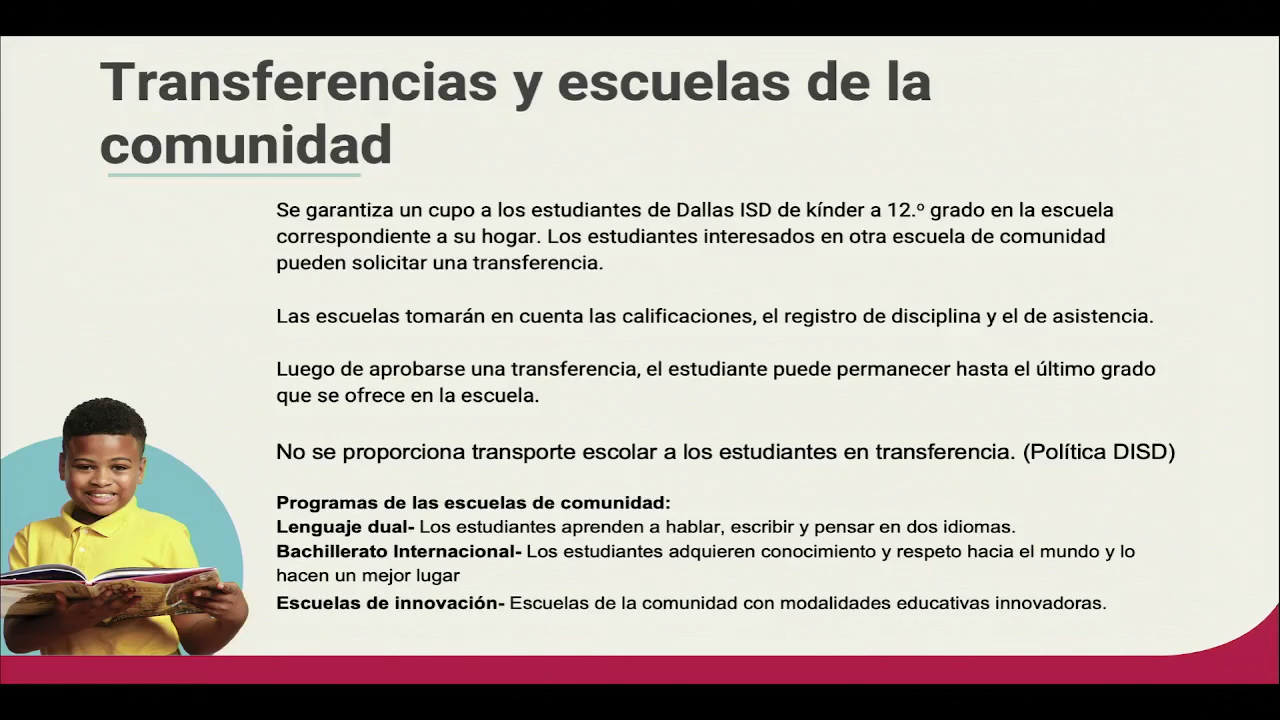 Transferencias y escuelas de la
comunidad
Se garantiza un cupo a los estudiantes de Dallas ISD de kínder a 12.º grado en la escuela
correspondiente a su hogar. Los estudiantes interesados en otra escuela de comunidad
pueden solicitar una transferencia.
Las escuelas tomarán en cuenta las calificaciones, el registro de disciplina y el de asistencia.
Luego de aprobarse una transferencia, el estudiante puede permanecer hasta el último grado
que se ofrece en la escuela.
No se proporciona transporte escolar a los estudiantes en transferencia. (Política DISD)
Programas de las escuelas de comunidad:
Lenguaje dual- Los estudiantes aprenden a hablar, escribir y pensar en dos idiomas.
Bachillerato Internacional- Los estudiantes adquieren conocimiento y respeto hacia el mundo y lo
hacen un mejor lugar
Escuelas de innovación- Escuelas de la comunidad con modalidades educativas innovadoras.